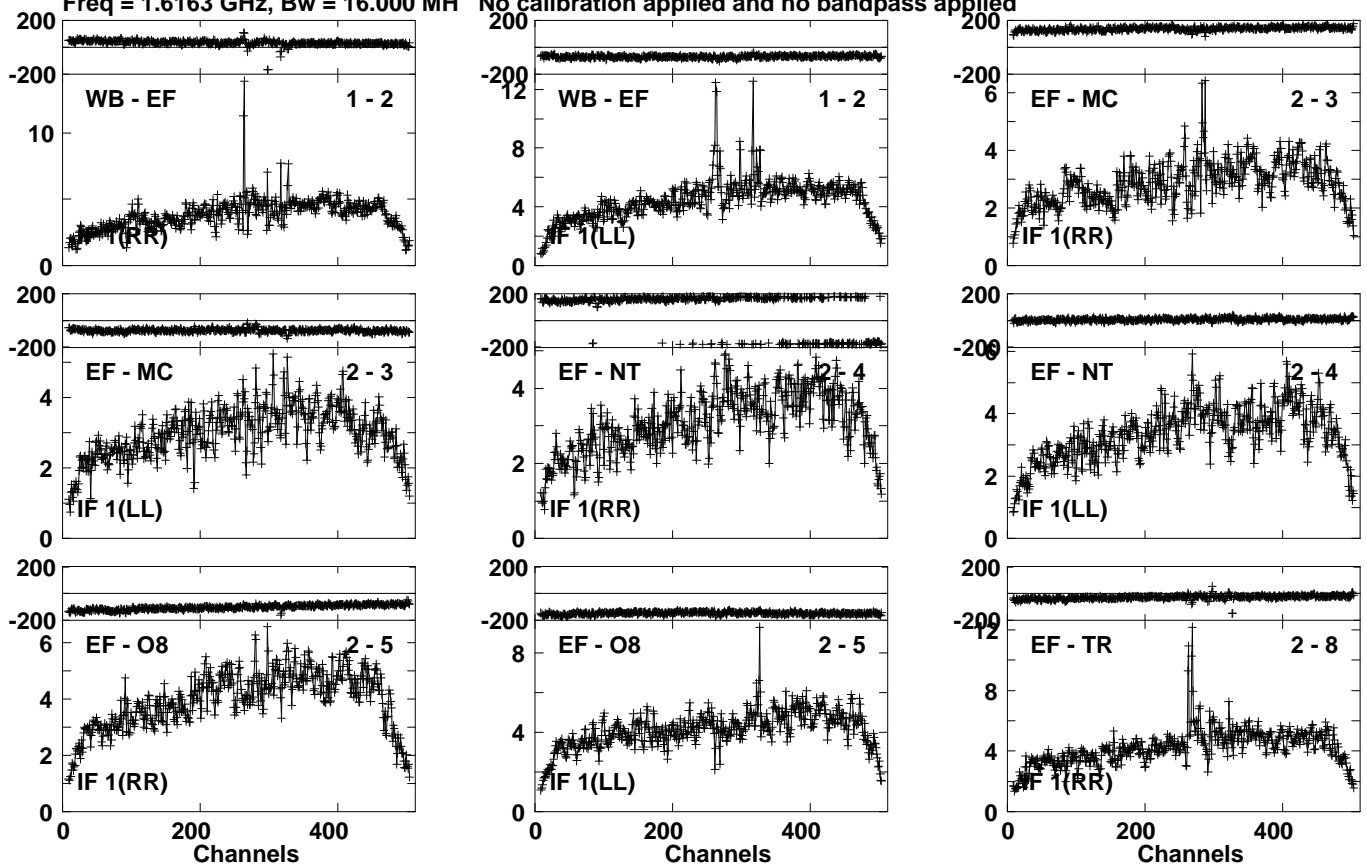 Freq = 1.6163 GHz, Bw = 16.000 MH No calibration applied and no bandpass applied
200 200 200
-200 -200 -200
WB - EF 1 - 2 WB - EF 1 - 2 EF - MC 2 - 3
12 6
10 8 4
4 2
IF 1(RR) IF 1(LL) IF 1(RR)
0 0 0
200 200 200
-200 -200 -200
EF - MC 2 - 3 EF - NT 2 - 4 EF - NT 2 - 4
6
4 4 4
2 2 2
IF 1(LL) IF 1(RR) IF 1(LL)
0 0 0
200 200 200
-200 -200 -200
EF - O8 2 - 5 EF - O8 2 - 5 EF - TR 2 - 8
6 8 12
4 4 8
2 4
IF 1(RR) IF 1(LL) IF 1(RR)
0 0 0
0 200 400 0 200 400 0 200 400
Channels Channels Channels